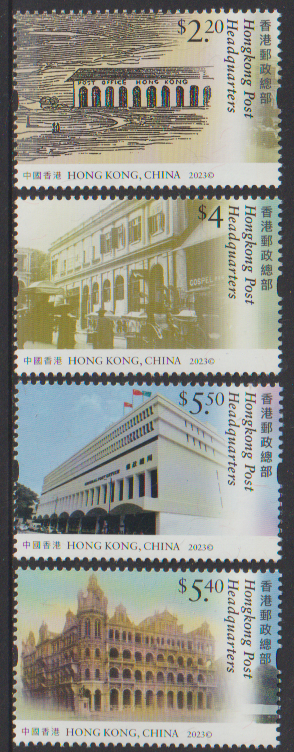 $2.20
香港郵政總部
Hongkong Post
Headquarters
POST OFFICE HONG KONG
中國香港 HONG KONG, CHINA 2023©
$4
香港郵政總部
Hongkong Post
Headquarters
GOSPEL
中國香港 HONG KONG, CHINA 2023©
$5.50
香港郵政總部
Hongkong Post
Headquarters
中國香港 HONG KONG, CHINA 2023©
$5.40
香港郵政總部
Hongkong Post
Headquarters
中國香港 HONG KONG, CHINA 2023©